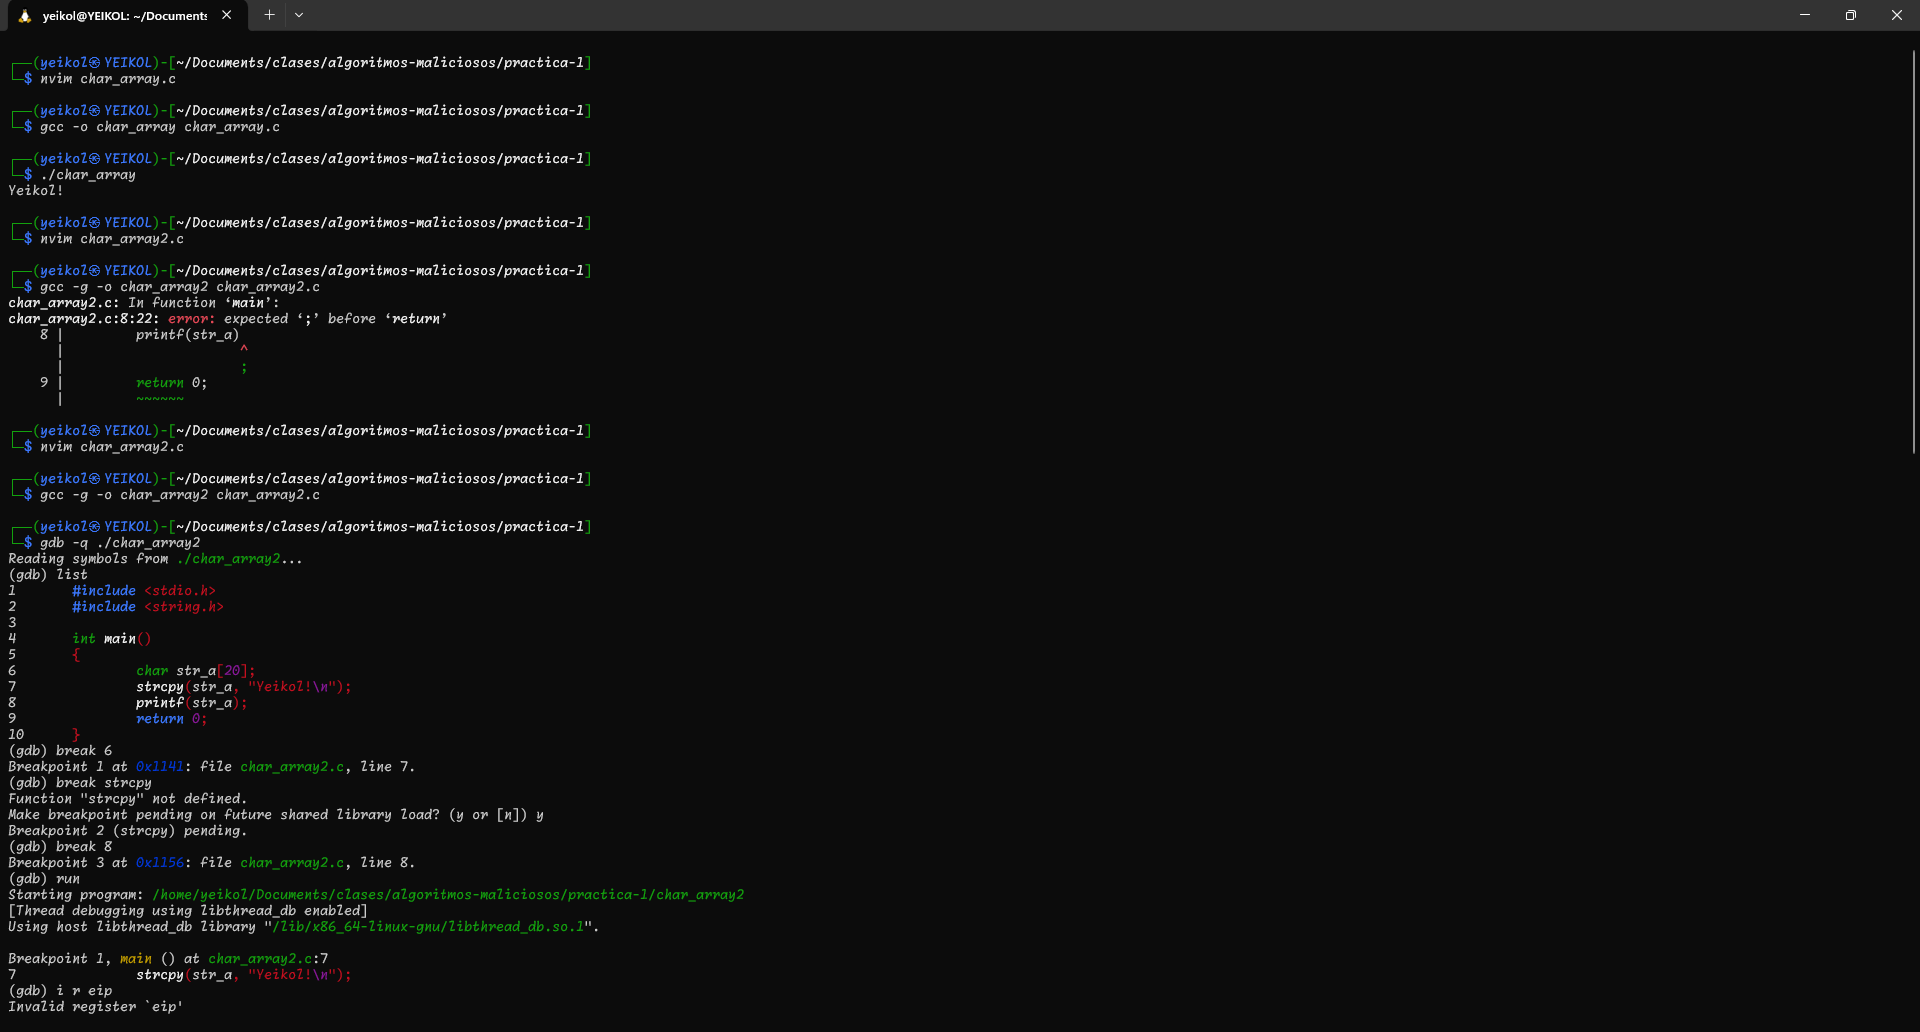 yeikol@YEIKOL: ~/Documents
┌──(yeikol㉿YEIKOL)-[~/Documents/clases/algoritmos-maliciosos/practica-1]
└─$ nvim char_array.c
┌──(yeikol㉿YEIKOL)-[~/Documents/clases/algoritmos-maliciosos/practica-1]
└─$ gcc -o char_array char_array.c
┌──(yeikol㉿YEIKOL)-[~/Documents/clases/algoritmos-maliciosos/practica-1]
└─$ ./char_array
Yeikol!
┌──(yeikol㉿YEIKOL)-[~/Documents/clases/algoritmos-maliciosos/practica-1]
└─$ nvim char_array2.c
┌──(yeikol㉿YEIKOL)-[~/Documents/clases/algoritmos-maliciosos/practica-1]
└─$ gcc -g -o char_array2 char_array2.c
char_array2.c: In function ‘main’:
char_array2.c:8:22: error: expected ‘;’ before ‘return’
    8 |         printf(str_a)
      |                      ^
      |                      ;
    9 |         return 0;
      |         ~~~~~~
┌──(yeikol㉿YEIKOL)-[~/Documents/clases/algoritmos-maliciosos/practica-1]
└─$ nvim char_array2.c
┌──(yeikol㉿YEIKOL)-[~/Documents/clases/algoritmos-maliciosos/practica-1]
└─$ gcc -g -o char_array2 char_array2.c
┌──(yeikol㉿YEIKOL)-[~/Documents/clases/algoritmos-maliciosos/practica-1]
└─$ gdb -q ./char_array2
Reading symbols from ./char_array2...
(gdb) list
1       #include <stdio.h>
2       #include <string.h>
3
4       int main()
5       {
6               char str_a[20];
7               strcpy(str_a, "Yeikol!\n");
8               printf(str_a);
9               return 0;
10      }
(gdb) break 6
Breakpoint 1 at 0x1141: file char_array2.c, line 7.
(gdb) break strcpy
Function "strcpy" not defined.
Make breakpoint pending on future shared library load? (y or [n]) y
Breakpoint 2 (strcpy) pending.
(gdb) break 8
Breakpoint 3 at 0x1156: file char_array2.c, line 8.
(gdb) run
Starting program: /home/yeikol/Documents/clases/algoritmos-maliciosos/practica-1/char_array2
[Thread debugging using libthread_db enabled]
Using host libthread_db library "/lib/x86_64-linux-gnu/libthread_db.so.1".
Breakpoint 1, main () at char_array2.c:7
7               strcpy(str_a, "Yeikol!\n");
(gdb) i r eip
Invalid register `eip'